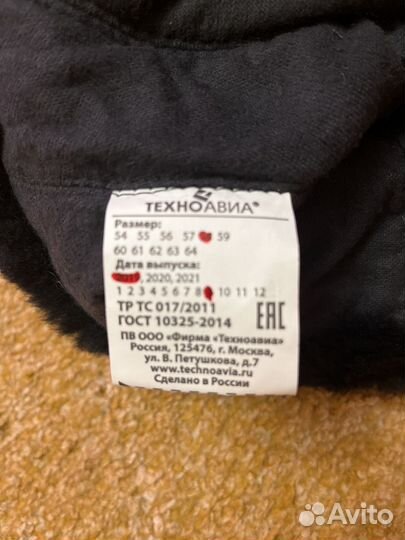 ТЕХНОАВИА®
Размер:
54 55 56 57 59
60 61 62 63 64
Дата выпуска:
2019, 2020, 2021
1 2 3 4 5 6 7 8 10 11 12
ТР ТС 017/2011
ГОСТ 10325-2014
EAC
ПВ ООО «Фирма «Техноавиа»
Россия, 125476, г. Москва,
ул. В. Петушкова, д.7
www.technoavia.ru
Сделано в России
Avito